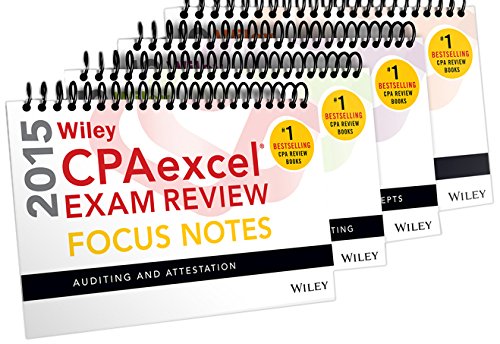 2015
Wiley
CPAexcel®
EXAM REVIEW
FOCUS NOTES
#1
BESTSELLING
CPA REVIEW
BOOKS
AUDITING AND ATTESTATION
WILEY
#1
BESTSELLING
CPA REVIEW
BOOKS
TING
WILEY
#1
BESTSELLING
CPA REVIEW
BOOKS
EPTS
WILEY
#1
BESTSELLING
CPA REVIEW
BOOKS
WILEY